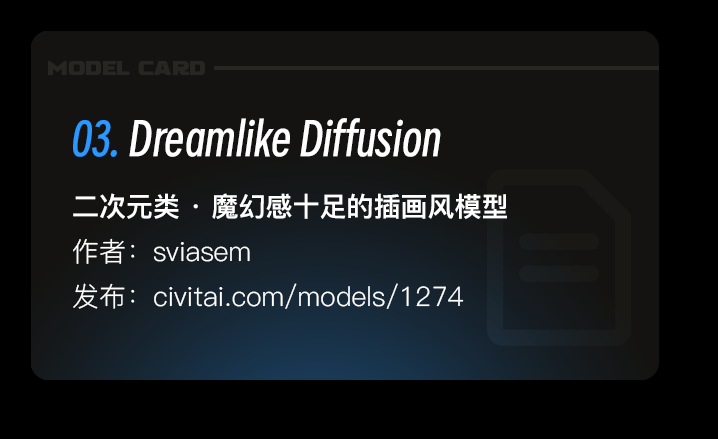 MODEL CARD
03. Dreamlike Diffusion
二次元类 · 魔幻感十足的插画风模型
作者：sviasem
发布：civitai.com/models/1274